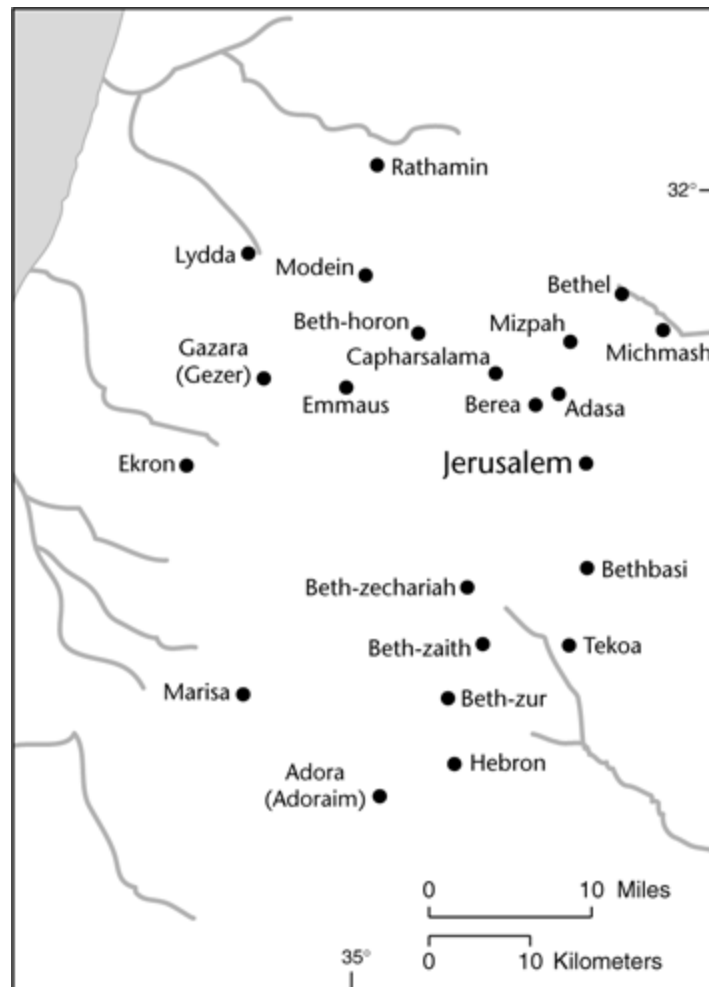 Rathamin
32°
Lydda
Modein
Bethel
Beth-horon
Mizpah
Michmash
Gazara
(Gezer)
Capharsalama
Emmaus
Berea
Adasa
Ekron
Jerusalem
Bethbasi
Beth-zechariah
Beth-zaith
Tekoa
Marisa
Beth-zur
Hebron
Adora
(Adoraim)
0 10 Miles
35°
0 10 Kilometers